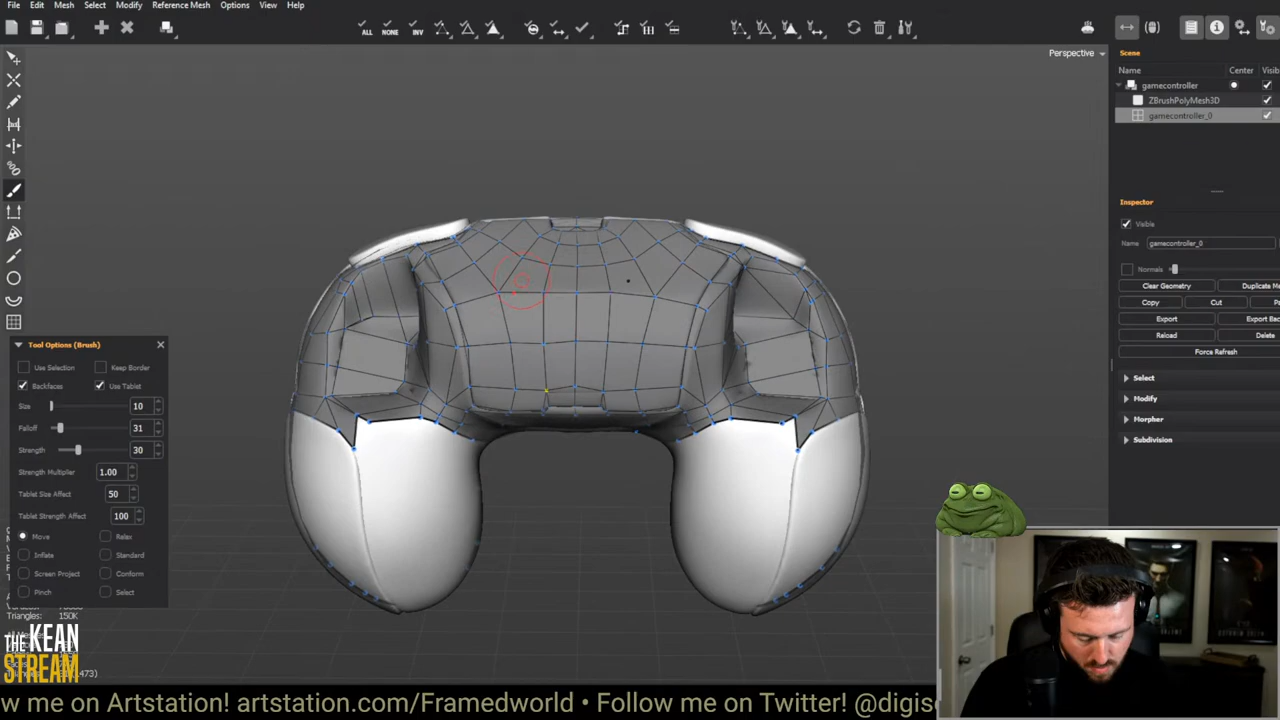 File Edit Mesh Select Modify Reference Mesh Options View Help
ALL NONE INV
Perspective
Scene
Name Center Visib
gamecontroller
ZBrushPolyMesh3D
gamecontroller_0
Inspector
Visible
Name gamecontroller_0
Normals
Clear Geometry Duplicate Me
Copy Cut Pa
Export Export Bac
Reload Delete
Force Refresh
Select
Modify
Morpher
Subdivision
Tool Options (Brush)
Use Selection Keep Border
Backfaces Use Tablet
Size 10
Falloff 31
Strength 30
Strength Multiplier 1.00
Tablet Size Affect 50
Tablet Strength Affect 100
Move Relax
Inflate Standard
Screen Project Conform
Pinch Select
Triangles: 150K
THE KEAN
STREAM
w me on Artstation! artstation.com/Framedworld • Follow me on Twitter! @digis